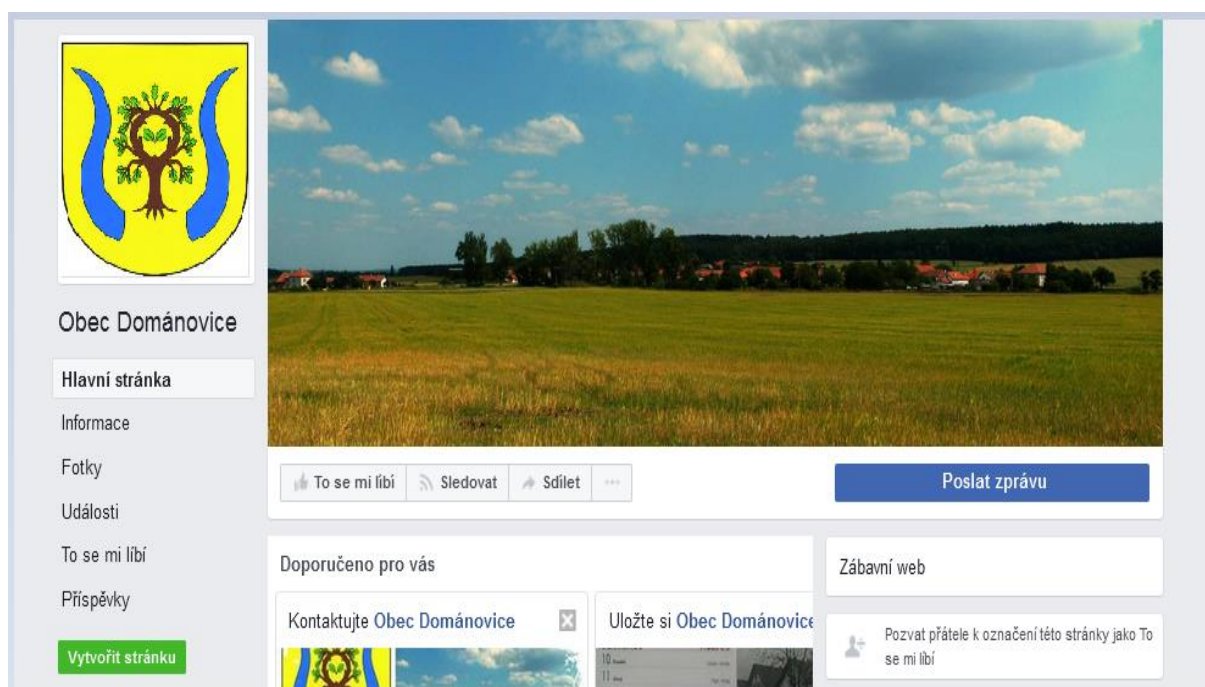 Obec Dománovice
Hlavní stránka
Informace
Fotky
Události
To se mi líbí
Příspěvky
Vytvořit stránku
To se mi líbí
Sledovat
Sdílet
Poslat zprávu
Doporučeno pro vás
Kontaktujte Obec Dománovice
Uložte si Obec Dománovice
10
11
Zábavní web
Pozvat přátele k označení této stránky jako To
se mi líbí